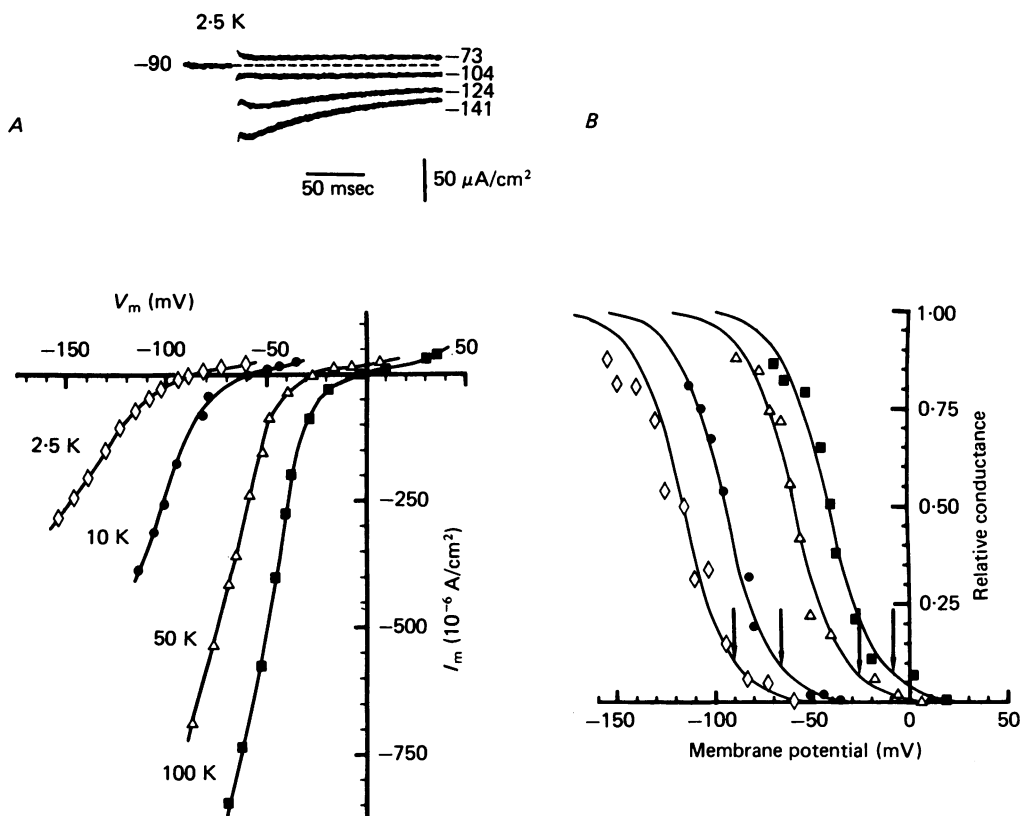 2·5 K
A
B
−90
−73
−104
−124
−141
50 msec
50 μA/cm²
Vm (mV)
−150 −100 −50 50
2·5 K
10 K
50 K
100 K
−250
−500
−750
Im (10⁻⁶ A/cm²)
1·00
0·75
0·50
0·25
Relative conductance
−150 −100 −50 0 50
Membrane potential (mV)